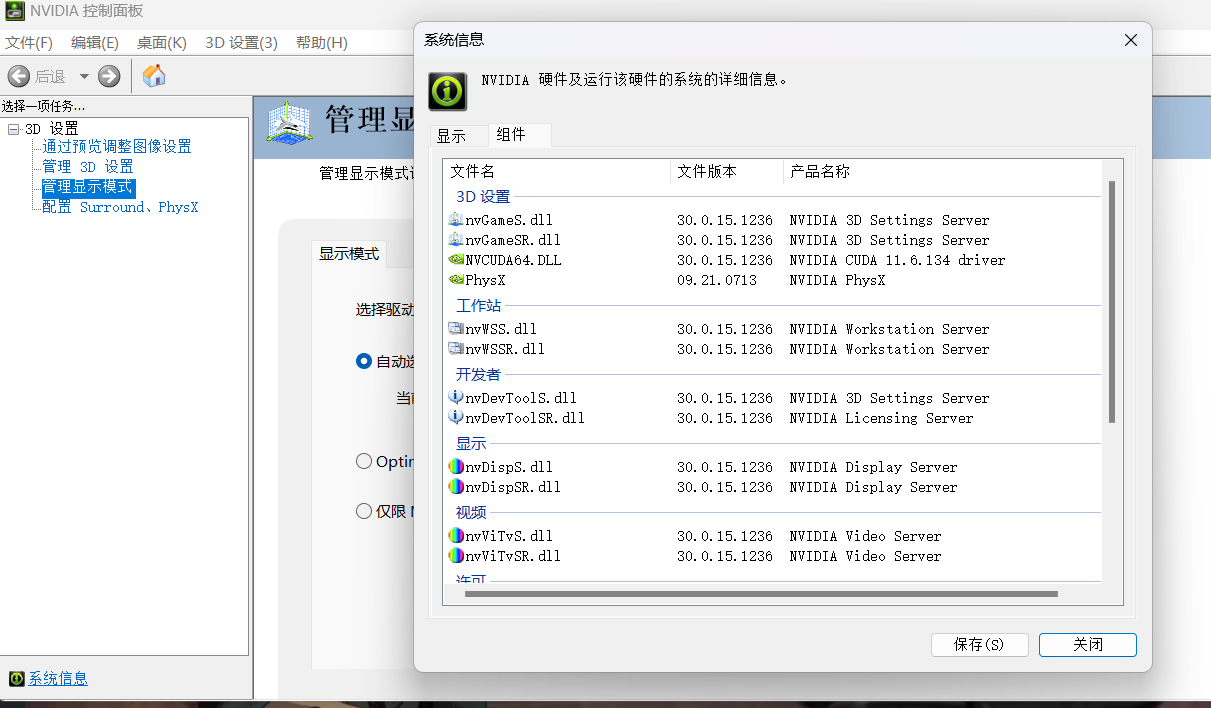 NVIDIA 控制面板
文件(F) 编辑(E) 桌面(K) 3D 设置(3) 帮助(H)
后退
选择一项任务...
3D 设置
通过预览调整图像设置
管理 3D 设置
管理显示模式
配置 Surround、PhysX
系统信息
管理显
管理显示模式
显示模式
选择驱动
自动选
当前
Optim
仅限
系统信息
NVIDIA 硬件及运行该硬件的系统的详细信息。
显示 组件
文件名 文件版本 产品名称
3D 设置
nvGameS.dll 30.0.15.1236 NVIDIA 3D Settings Server
nvGameSR.dll 30.0.15.1236 NVIDIA 3D Settings Server
NVCUDA64.DLL 30.0.15.1236 NVIDIA CUDA 11.6.134 driver
PhysX 09.21.0713 NVIDIA PhysX
工作站
nvWSS.dll 30.0.15.1236 NVIDIA Workstation Server
nvWSSR.dll 30.0.15.1236 NVIDIA Workstation Server
开发者
nvDevToolS.dll 30.0.15.1236 NVIDIA 3D Settings Server
nvDevToolSR.dll 30.0.15.1236 NVIDIA Licensing Server
显示
nvDispS.dll 30.0.15.1236 NVIDIA Display Server
nvDispSR.dll 30.0.15.1236 NVIDIA Display Server
视频
nvViTvS.dll 30.0.15.1236 NVIDIA Video Server
nvViTvSR.dll 30.0.15.1236 NVIDIA Video Server
许可
保存(S) 关闭